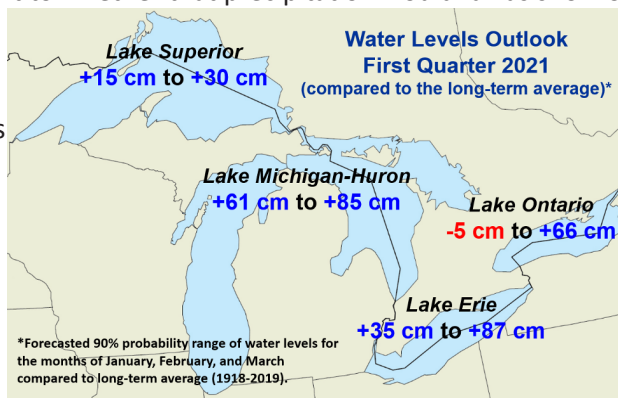 Lake Superior
+15 cm to +30 cm
Water Levels Outlook
First Quarter 2021
(compared to the long-term average)*
Lake Michigan-Huron
+61 cm to +85 cm
Lake Ontario
-5 cm to +66 cm
Lake Erie
+35 cm to +87 cm
*Forecasted 90% probability range of water levels for
the months of January, February, and March
compared to long-term average (1918-2019).